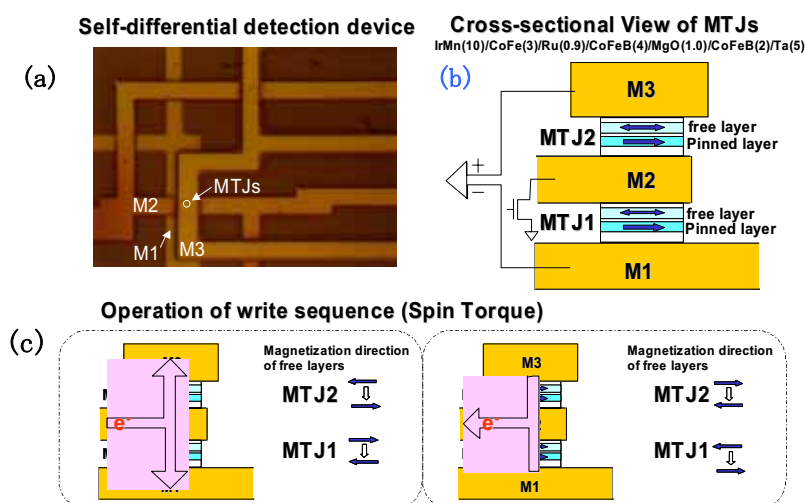 Self-differential detection device
Cross-sectional View of MTJs
IrMn(10)/CoFe(3)/Ru(0.9)/CoFeB(4)/MgO(1.0)/CoFeB(2)/Ta(5)
(a)
MTJs
M2
M1
M3
(b)
M3
MTJ2
free layer
Pinned layer
+
−
M2
MTJ1
free layer
Pinned layer
M1
Operation of write sequence (Spin Torque)
(c)
e-
Magnetization direction
of free layers
MTJ2
MTJ1
M3
e-
M1
Magnetization direction
of free layers
MTJ2
MTJ1